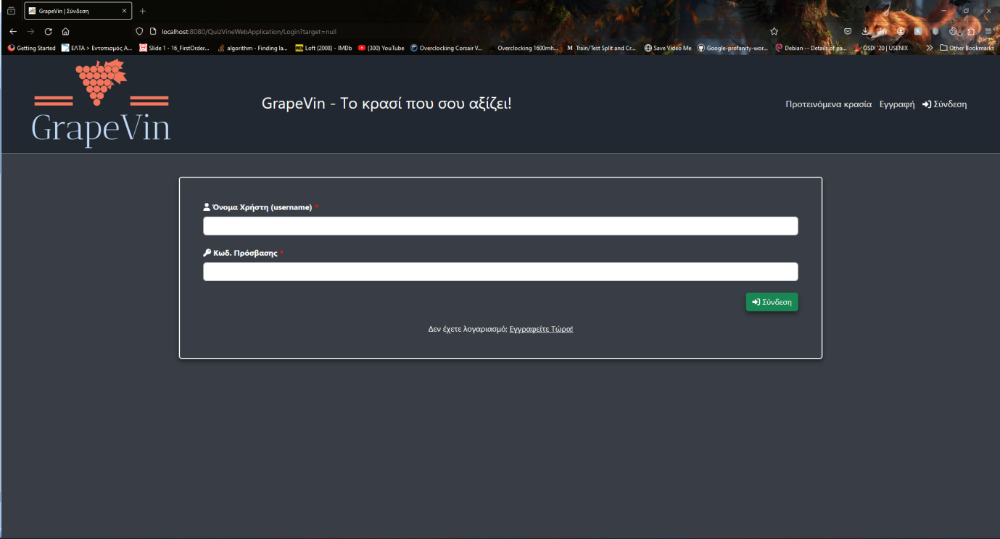 GrapeVin | Σύνδεση
localhost:8080/QuizVineWebApplication/Login?target=null
Getting Started ΕΛΤΑ > Εντοπισμός Α... Slide 1 - 16_FirstOrder... algorithm - Finding la... Loft (2008) - IMDb (300) YouTube Overclocking Corsair V... Overclocking 1600mh... Train/Test Split and Cr... Save Video Me Google-profanity-wor... Debian -- Details of pa... OSDI '20 | USENIX Other Bookmarks
GrapeVin
GrapeVin - Το κρασί που σου αξίζει!
Προτεινόμενα κρασία Εγγραφή Σύνδεση
Όνομα Χρήστη (username) *
Κωδ. Πρόσβασης *
Σύνδεση
Δεν έχετε λογαριασμό; Εγγραφείτε Τώρα!